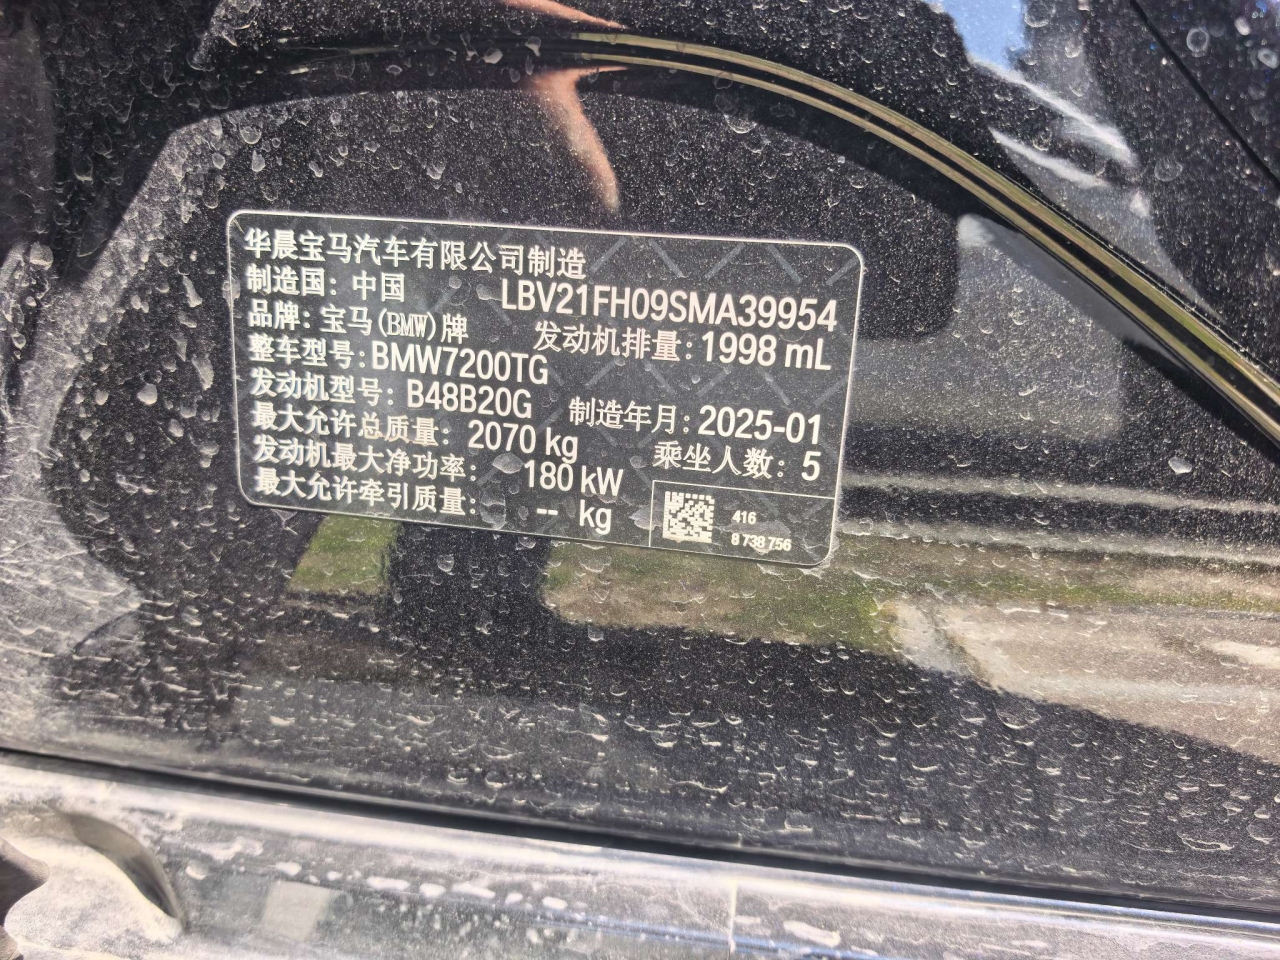 华晨宝马汽车有限公司制造
制造国: 中国
LBV21FH09SMA39954
品牌: 宝马(BMW)牌
发动机排量: 1998 mL
整车型号: BMW7200TG
发动机型号: B48B20G
制造年月: 2025-01
最大允许总质量: 2070 kg
乘坐人数: 5
发动机最大净功率: 180 kW
最大允许牵引质量: -- kg
416
8 738 756